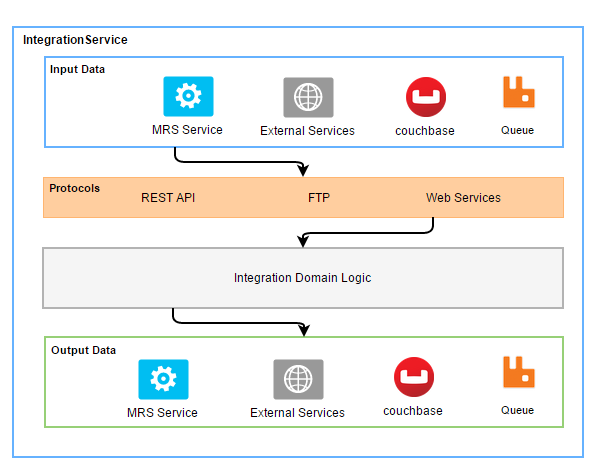 IntegrationService
Input Data
MRS Service
External Services
couchbase
Queue
Protocols
REST API
FTP
Web Services
Integration Domain Logic
Output Data
MRS Service
External Services
couchbase
Queue